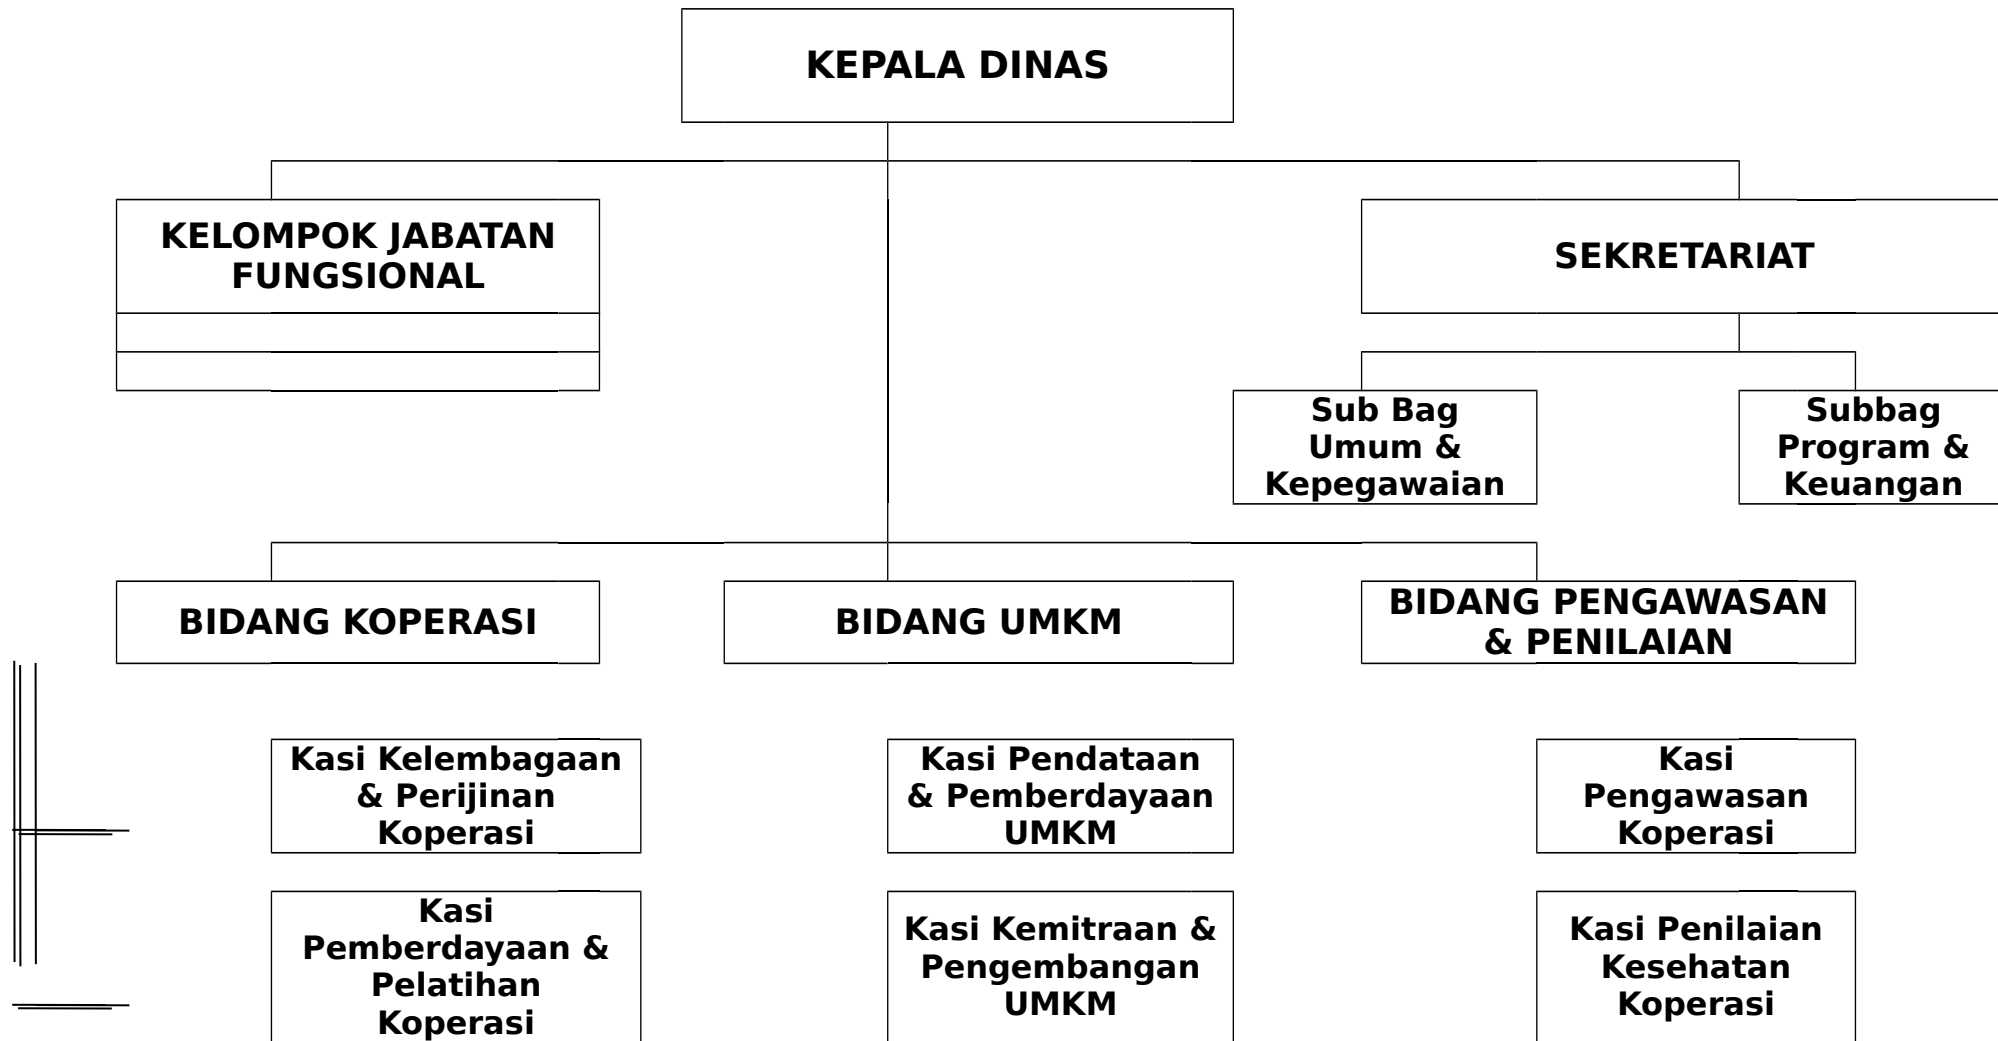 KEPALA DINAS
KELOMPOK JABATAN
FUNGSIONAL
SEKRETARIAT
Sub Bag
Umum &
Kepegawaian
Subbag
Program &
Keuangan
BIDANG KOPERASI
BIDANG UMKM
BIDANG PENGAWASAN
& PENILAIAN
Kasi Kelembagaan
& Perijinan
Koperasi
Kasi Pendataan
& Pemberdayaan
UMKM
Kasi
Pengawasan
Koperasi
Kasi
Pemberdayaan &
Pelatihan
Koperasi
Kasi Kemitraan &
Pengembangan
UMKM
Kasi Penilaian
Kesehatan
Koperasi